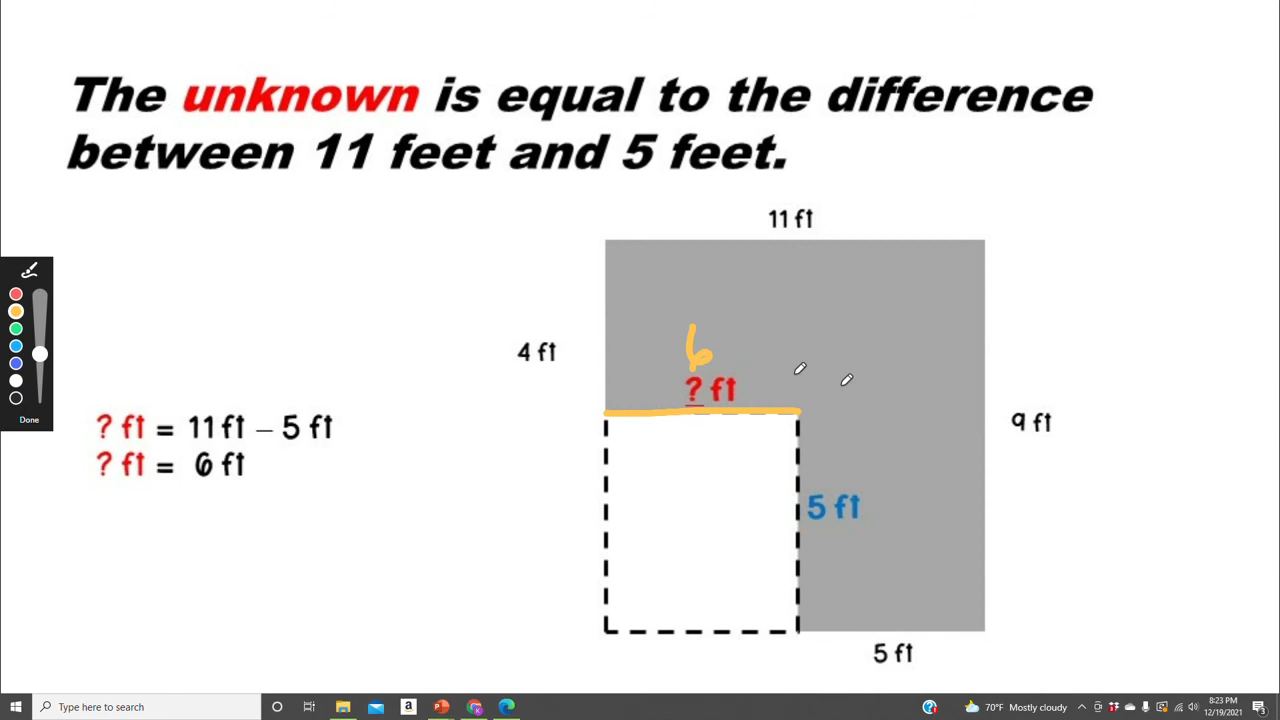 The unknown is equal to the difference
between 11 feet and 5 feet.
11 ft
4 ft
6
? ft
9 ft
? ft = 11 ft – 5 ft
? ft = 6 ft
5 ft
5 ft
Done
Type here to search
a
70°F Mostly cloudy
8:23 PM
12/19/2021